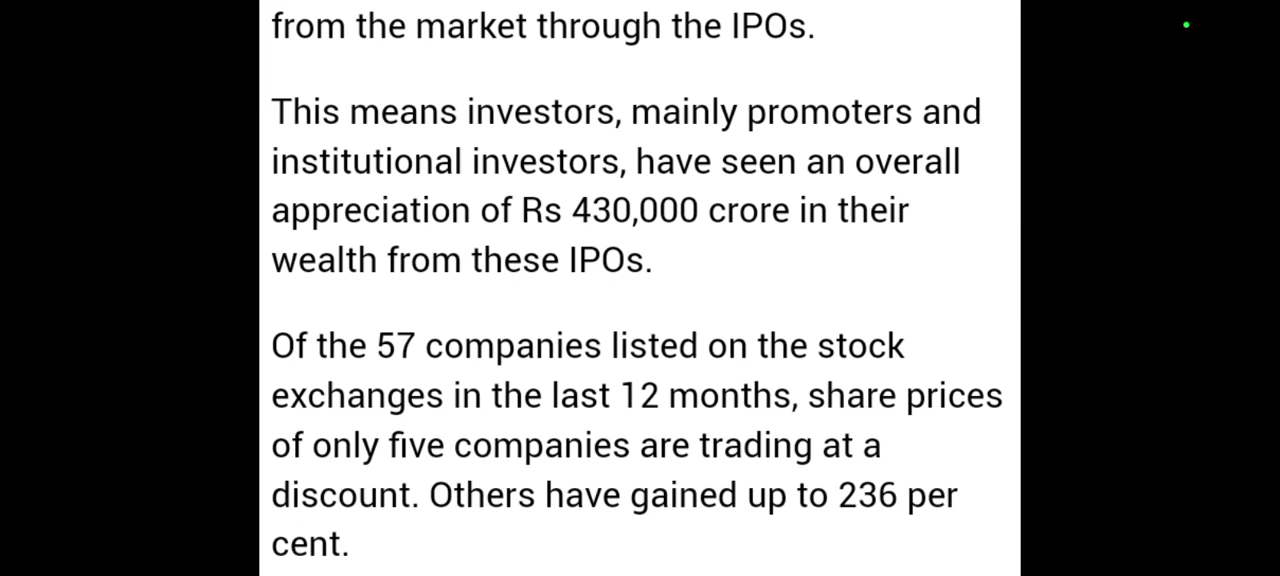 from the market through the IPOs.
This means investors, mainly promoters and
institutional investors, have seen an overall
appreciation of Rs 430,000 crore in their
wealth from these IPOs.
Of the 57 companies listed on the stock
exchanges in the last 12 months, share prices
of only five companies are trading at a
discount. Others have gained up to 236 per
cent.